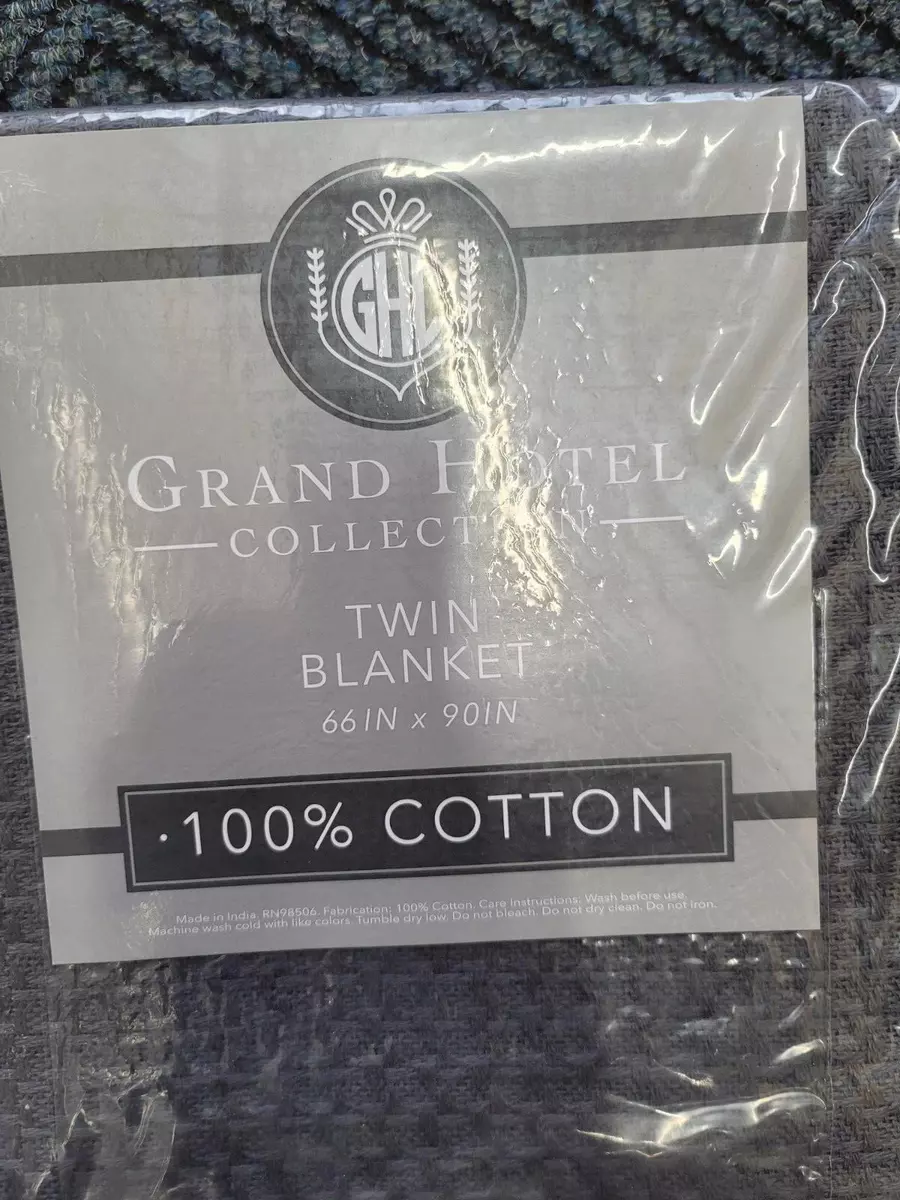 GHC
GRAND HOTEL
COLLECTION
TWIN
BLANKET
66IN x 90IN
·100% COTTON
Made in India. RN98506. Fabrication: 100% Cotton. Care Instructions: Wash before use.
Machine wash cold with like colors. Tumble dry low. Do not bleach. Do not dry clean. Do not iron.